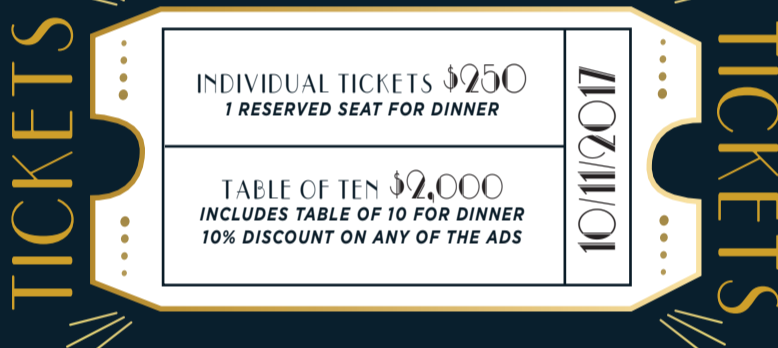 TICKETS
INDIVIDUAL TICKETS $250
1 RESERVED SEAT FOR DINNER
TABLE OF TEN $2,000
INCLUDES TABLE OF 10 FOR DINNER
10% DISCOUNT ON ANY OF THE ADS
10/11/2017
TICKETS